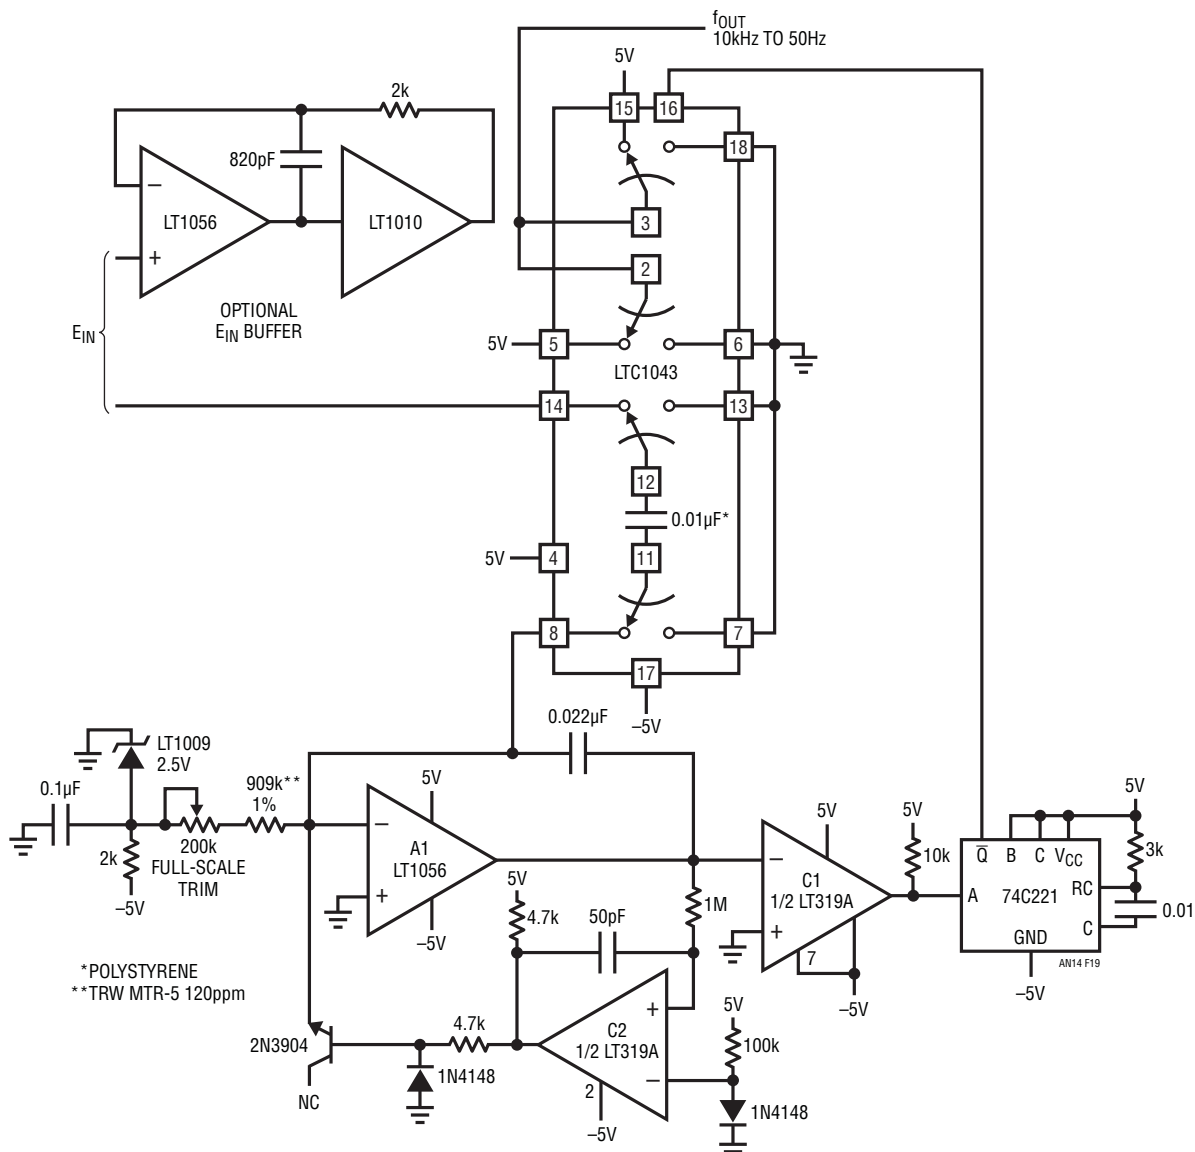 fOUT
10kHz TO 50Hz
5V
15
16
2k
18
820pF
−
LT1056
LT1010
3
+
2
OPTIONAL
EIN BUFFER
EIN
5V
5
6
LTC1043
14
13
12
0.01µF*
5V
4
11
8
7
17
–5V
0.022µF
LT1009
2.5V
0.1µF
909k**
1%
5V
200k
FULL-SCALE
TRIM
2k
–5V
−
A1
LT1056
+
–5V
5V
4.7k
50pF
1M
5V
−
C1
1/2 LT319A
+
7
–5V
5V
10k
5V
Q B C VCC
3k
A
74C221
RC
0.01
C
GND
AN14 F19
–5V
*POLYSTYRENE
**TRW MTR-5 120ppm
+
C2
1/2 LT319A
−
2
–5V
5V
100k
1N4148
4.7k
2N3904
1N4148
NC